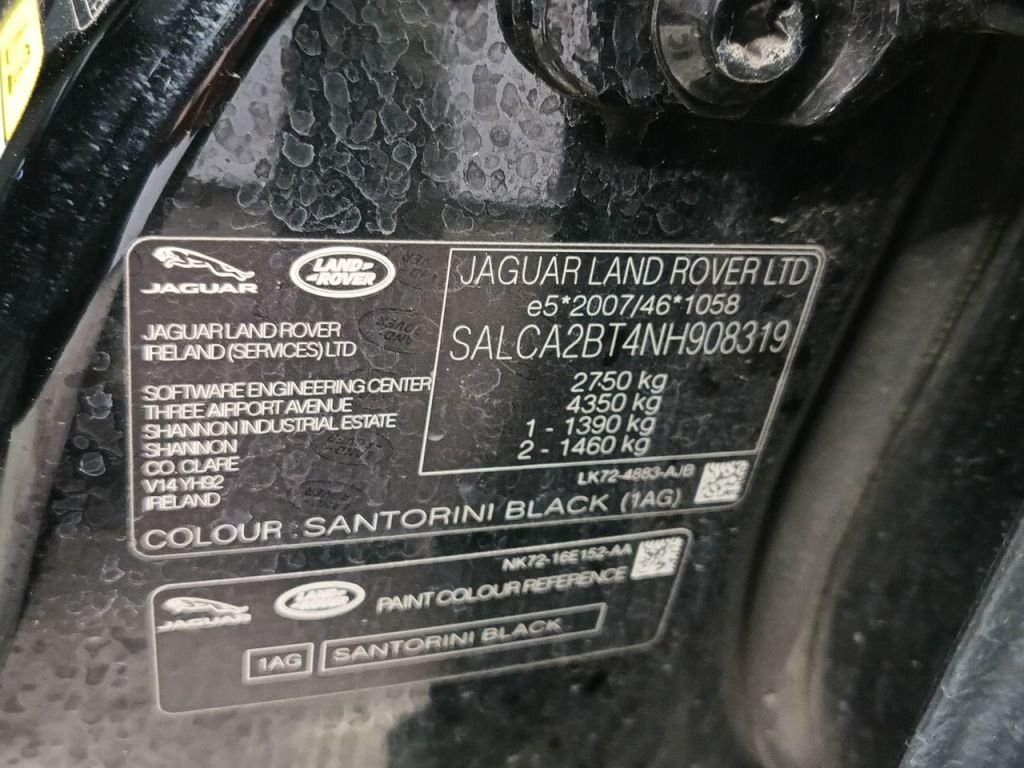 JAGUAR
LAND
ROVER
JAGUAR LAND ROVER
IRELAND (SERVICES) LTD
SOFTWARE ENGINEERING CENTER
THREE AIRPORT AVENUE
SHANNON INDUSTRIAL ESTATE
SHANNON
CO. CLARE
V14 YH92
IRELAND
JAGUAR LAND ROVER LTD
e5*2007/46*1058
SALCA2BT4NH908319
2750 kg
4350 kg
1 - 1390 kg
2 - 1460 kg
LK72-4883-AJB
COLOUR : SANTORINI BLACK (1AG)
NK72-16E152-AA
JAGUAR
LAND
ROVER
PAINT COLOUR REFERENCE
1AG
SANTORINI BLACK